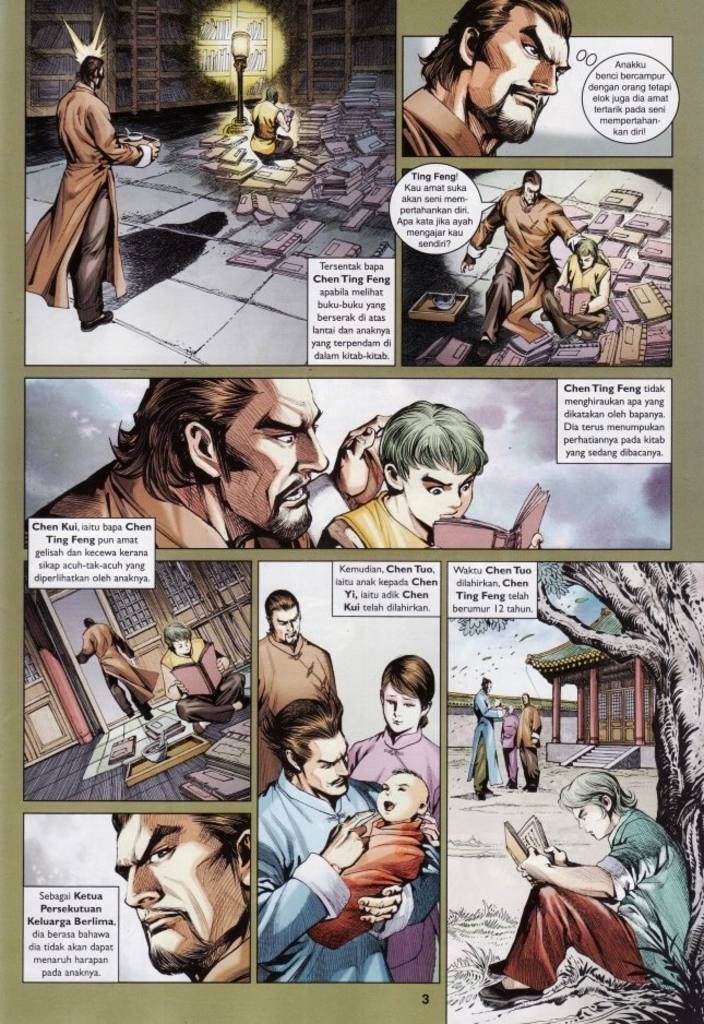 Tersentak bapa
Chen Ting Feng
apabila melihat
buku-buku yang
berserak di atas
lantai dan anaknya
yang terpendam di
dalam kitab-kitab.
Anakku
benci bercampur
dengan orang tetapi
elok juga dia amat
tertarik pada seni
mempertahan-
kan diri!
Ting Feng!
Kau amat suka
akan seni mem-
pertahankan diri.
Apa kata jika ayah
mengajar kau
sendiri?
Chen Ting Feng tidak
menghiraukan apa yang
dikatakan oleh bapanya.
Dia terus menumpukan
perhatiannya pada kitab
yang sedang dibacanya.
Chen Kui, iaitu bapa Chen
Ting Feng pun amat
gelisah dan kecewa kerana
sikap acuh-tak-acuh yang
diperlihatkan oleh anaknya.
Sebagai Ketua
Persekutuan
Keluarga Berlima,
dia berasa bahawa
dia tidak akan dapat
menaruh harapan
pada anaknya.
Kemudian, Chen Tuo,
iaitu anak kepada Chen
Yi, iaitu adik Chen
Kui telah dilahirkan.
Waktu Chen Tuo
dilahirkan, Chen
Ting Feng telah
berumur 12 tahun.
3